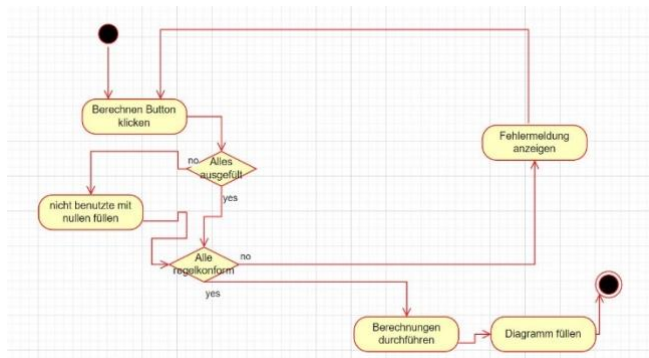 Berechnen Button
klicken
Fehlermeldung
anzeigen
no
Alles
ausgefüllt
yes
nicht benutzte mit
nullen füllen
Alle
regelkonform
no
yes
Berechnungen
durchführen
Diagramm füllen